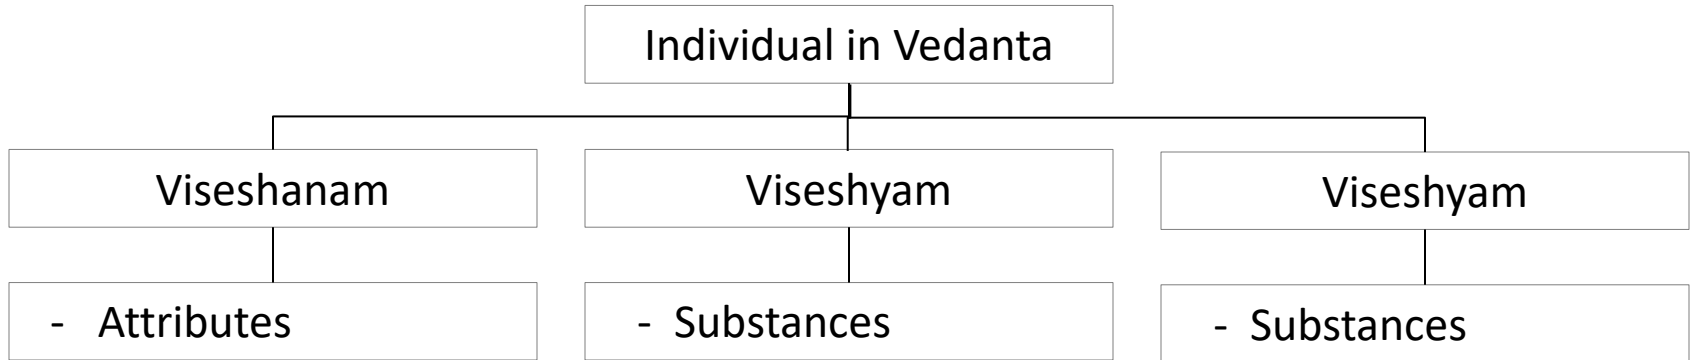 Individual in Vedanta
Viseshanam
Viseshyam
Viseshyam
- Attributes
- Substances
- Substances